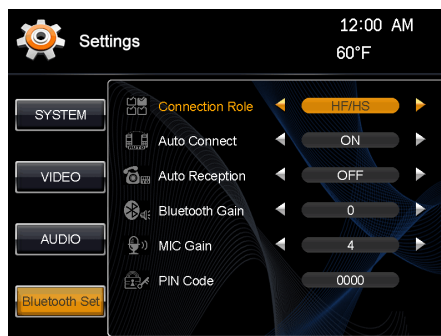 Settings
12:00 AM
60°F
SYSTEM
VIDEO
AUDIO
Bluetooth Set
Connection Role HF/HS
Auto Connect ON
Auto Reception OFF
Bluetooth Gain 0
MIC Gain 4
PIN Code 0000